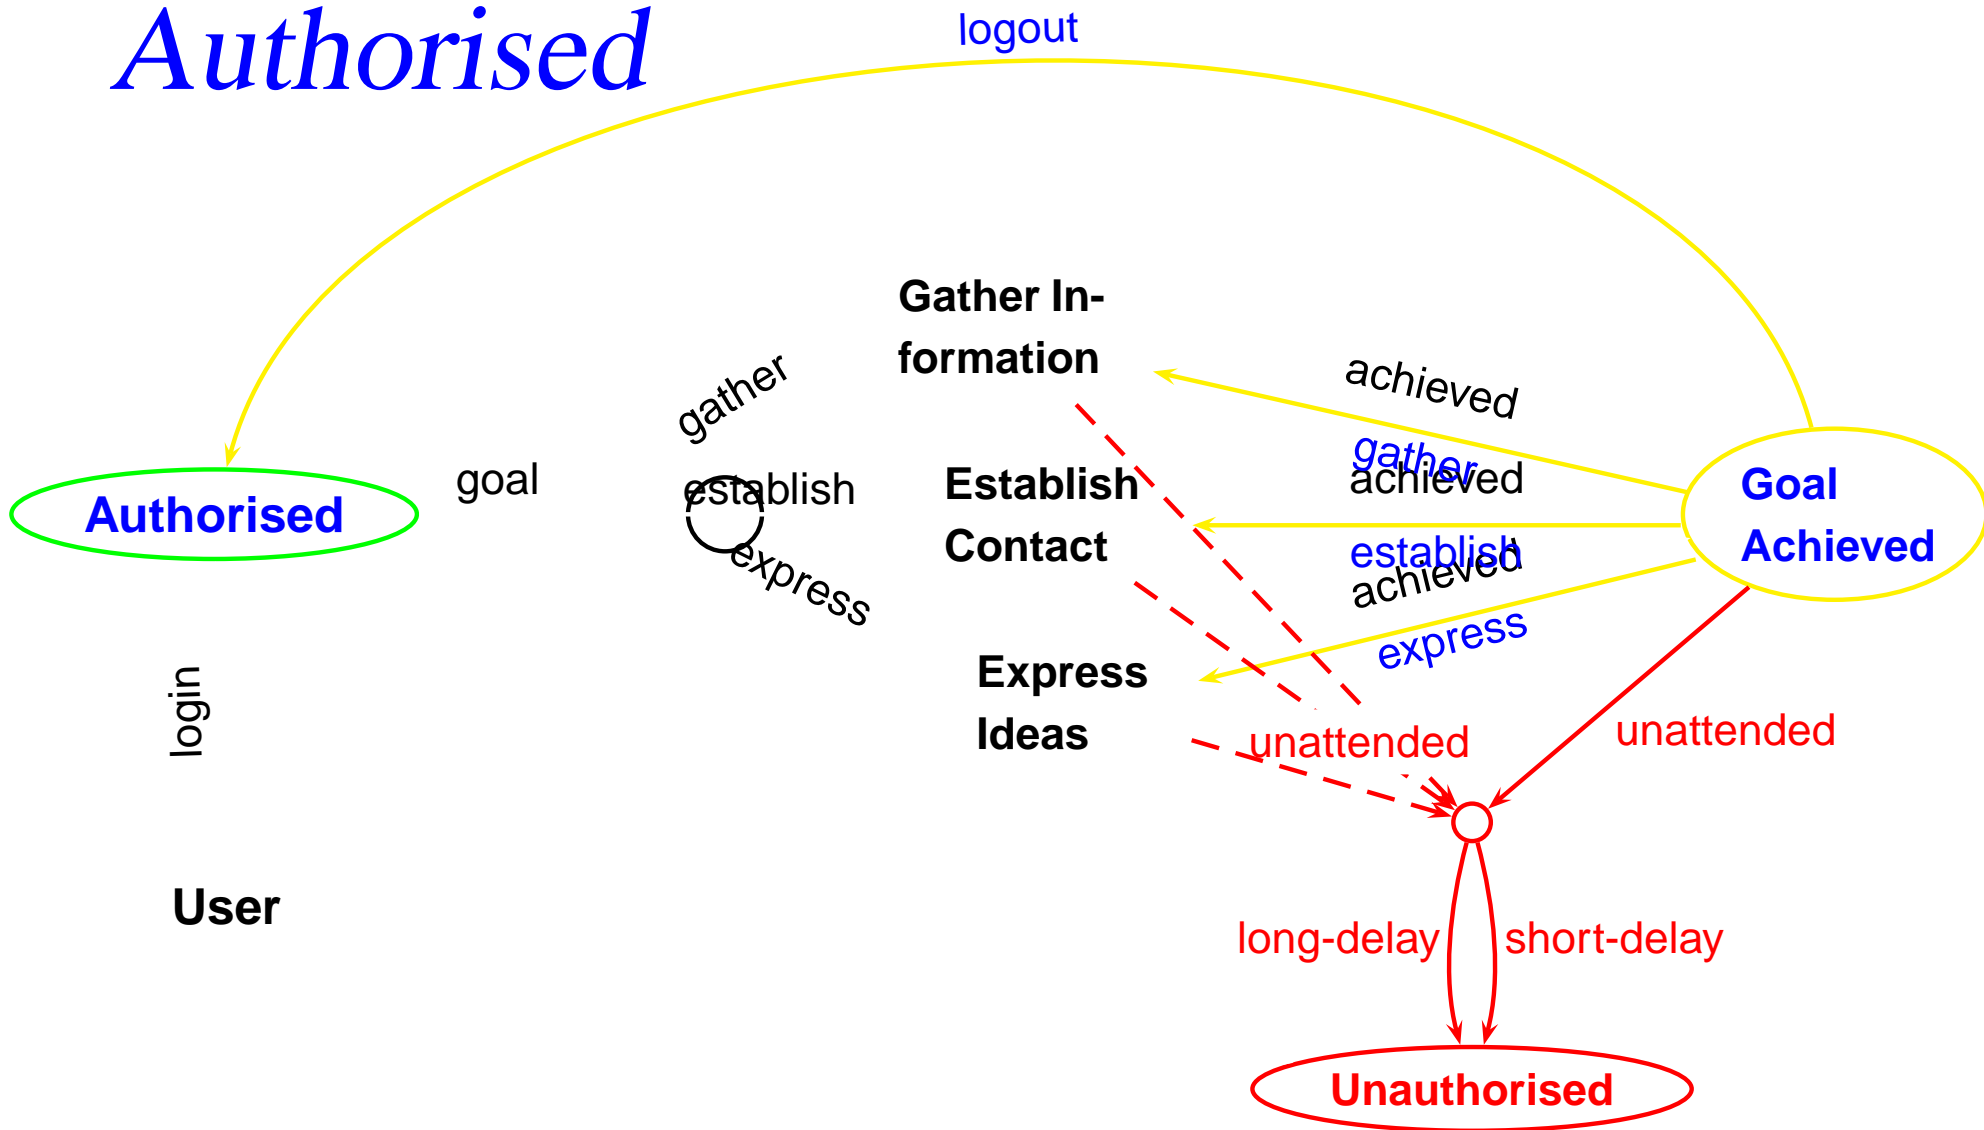 Authorised
logout
Gather In-
formation
gather
achieved
gather
goal
establish
Establish
Contact
achieved
Goal
Achieved
Authorised
express
establish
achieved
express
Express
Ideas
login
unattended
unattended
User
long-delay
short-delay
Unauthorised